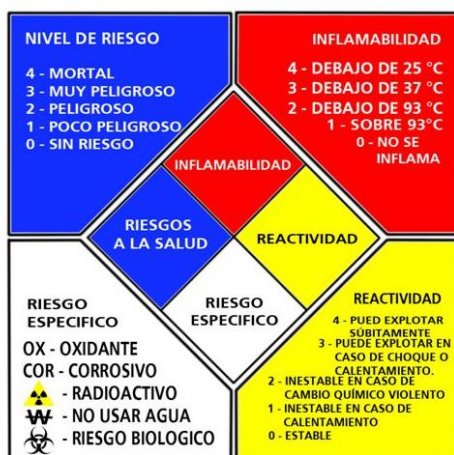 NIVEL DE RIESGO
4 - MORTAL
3 - MUY PELIGROSO
2 - PELIGROSO
1 - POCO PELIGROSO
0 - SIN RIESGO
INFLAMABILIDAD
4 - DEBAJO DE 25 °C
3 - DEBAJO DE 37 °C
2 - DEBAJO DE 93 °C
1 - SOBRE 93°C
0 - NO SE
INFLAMA
INFLAMABILIDAD
RIESGOS
A LA SALUD
REACTIVIDAD
RIESGO
ESPECIFICO
RIESGO
ESPECIFICO
OX - OXIDANTE
COR - CORROSIVO
- RADIOACTIVO
W - NO USAR AGUA
- RIESGO BIOLOGICO
REACTIVIDAD
4 - PUED EXPLOTAR
SÚBITAMENTE
3 - PUEDE EXPLOTAR EN
CASO DE CHOQUE O
CALENTAMIENTO.
2 - INESTABLE EN CASO DE
CAMBIO QUÍMICO VIOLENTO
1 - INESTABLE EN CASO DE
CALENTAMIENTO
0 - ESTABLE